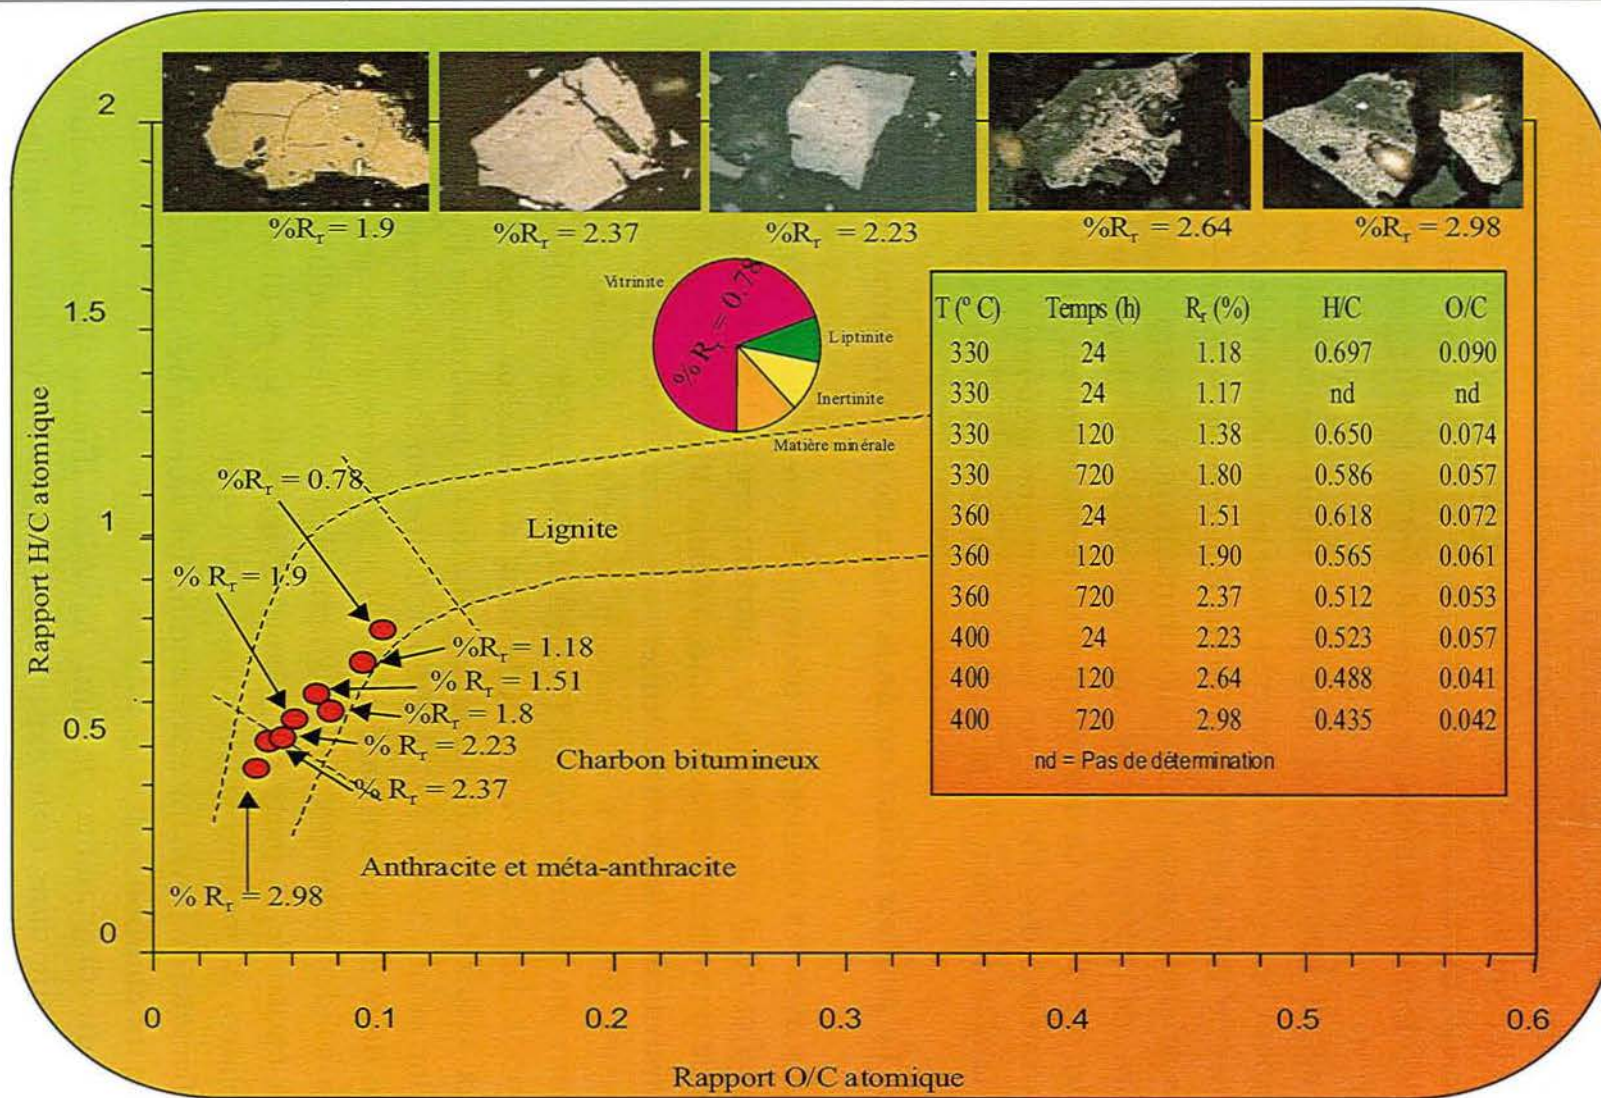 %Rr = 1.9
%Rr = 2.37
%Rr = 2.23
%Rr = 2.64
%Rr = 2.98
Vitrinite
%Rr = 0.78
Liptinite
Inertinite
Matière minérale
T (° C) Temps (h) Rr (%) H/C O/C
330 24 1.18 0.697 0.090
330 24 1.17 nd nd
330 120 1.38 0.650 0.074
330 720 1.80 0.586 0.057
360 24 1.51 0.618 0.072
360 120 1.90 0.565 0.061
360 720 2.37 0.512 0.053
400 24 2.23 0.523 0.057
400 120 2.64 0.488 0.041
400 720 2.98 0.435 0.042
nd = Pas de détermination
2
1.5
1
0.5
0
Rapport H/C atomique
%Rr = 0.78
Lignite
% Rr = 1.9
%Rr = 1.18
% Rr = 1.51
%Rr = 1.8
% Rr = 2.23
Charbon bitumineux
% Rr = 2.37
Anthracite et méta-anthracite
% Rr = 2.98
0 0.1 0.2 0.3 0.4 0.5 0.6
Rapport O/C atomique